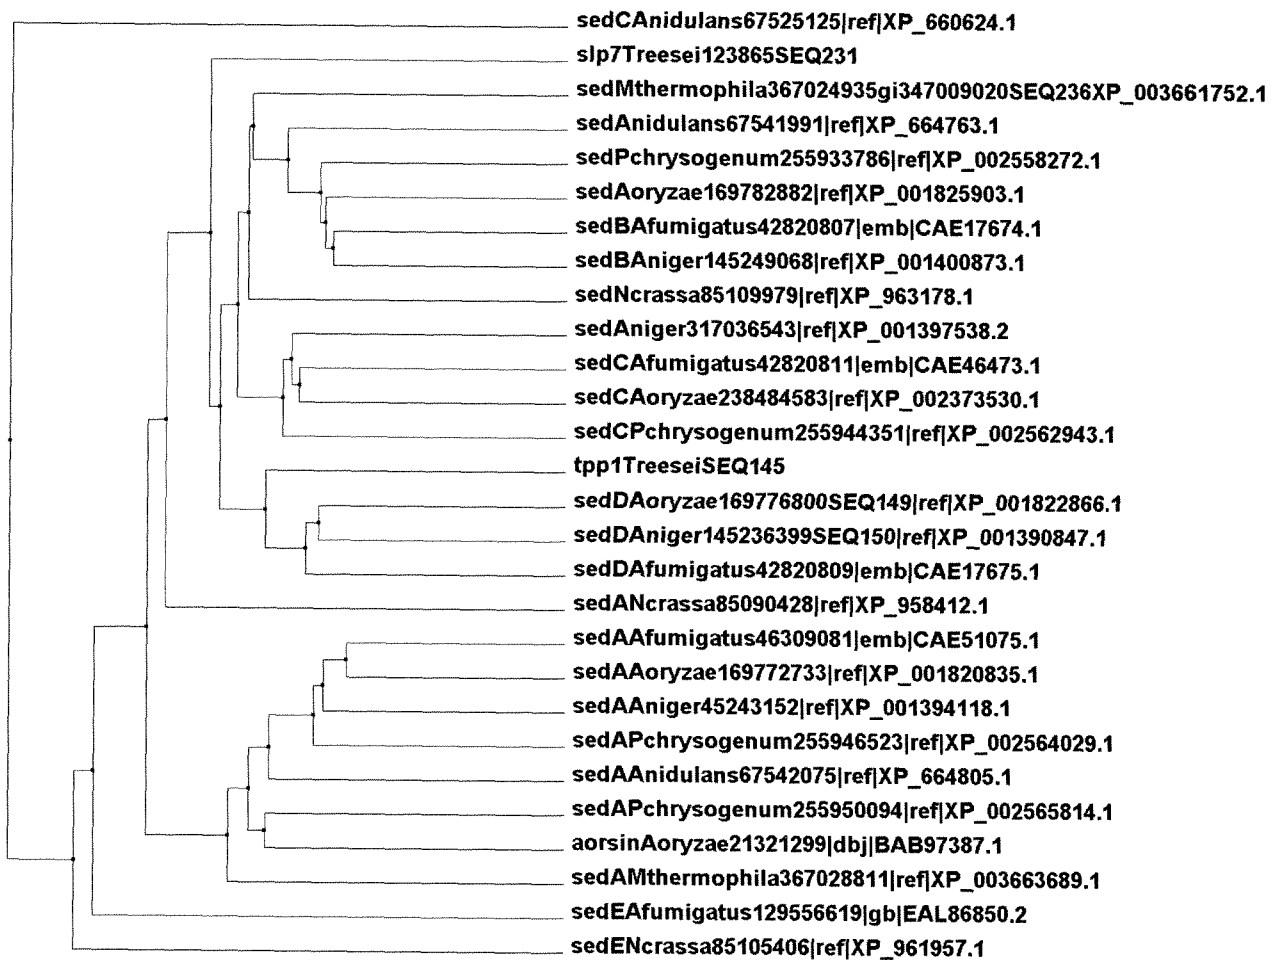 sedCAnidulans67525125|ref|XP_660624.1
slp7Treesei123865SEQ231
sedMthermophila367024935gi347009020SEQ236XP_003661752.1
sedAnidulans67541991|ref|XP_664763.1
sedPchrysogenum255933786|ref|XP_002558272.1
sedAoryzae169782882|ref|XP_001825903.1
sedBAfumigatus42820807|emb|CAE17674.1
sedBAniger145249068|ref|XP_001400873.1
sedNcrassa85109979|ref|XP_963178.1
sedAniger317036543|ref|XP_001397538.2
sedCAfumigatus42820811|emb|CAE46473.1
sedCAoryzae238484583|ref|XP_002373530.1
sedCPchrysogenum255944351|ref|XP_002562943.1
tpp1TreeseiSEQ145
sedDAoryzae169776800SEQ149|ref|XP_001822866.1
sedDAniger145236399SEQ150|ref|XP_001390847.1
sedDAfumigatus42820809|emb|CAE17675.1
sedANcrassa85090428|ref|XP_958412.1
sedAAfumigatus46309081|emb|CAE51075.1
sedAAoryzae169772733|ref|XP_001820835.1
sedAAniger45243152|ref|XP_001394118.1
sedAPchrysogenum255946523|ref|XP_002564029.1
sedAAnidulans67542075|ref|XP_664805.1
sedAPchrysogenum255950094|ref|XP_002565814.1
aorsinAoryzae21321299|dbj|BAB97387.1
sedAMthermophila367028811|ref|XP_003663689.1
sedEAfumigatus129556619|gb|EAL86850.2
sedENcrassa85105406|ref|XP_961957.1